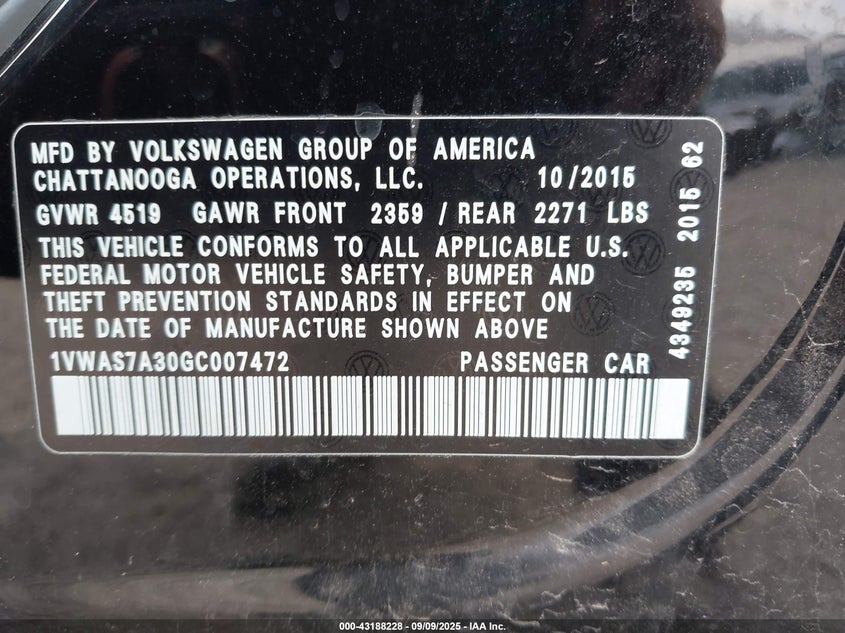 MFD BY VOLKSWAGEN GROUP OF AMERICA
CHATTANOOGA OPERATIONS, LLC. 10/2015
GVWR 4519 GAWR FRONT 2359 / REAR 2271 LBS
THIS VEHICLE CONFORMS TO ALL APPLICABLE U.S.
FEDERAL MOTOR VEHICLE SAFETY, BUMPER AND
THEFT PREVENTION STANDARDS IN EFFECT ON
THE DATE OF MANUFACTURE SHOWN ABOVE
1VWAS7A30GC007472 PASSENGER CAR
4349235 2015 62
000-43188228 - 09/09/2025 - IAA Inc.